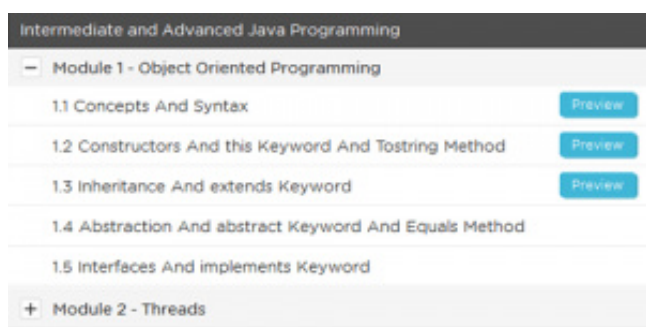 Intermediate and Advanced Java Programming
− Module 1 - Object Oriented Programming
1.1 Concepts And Syntax Preview
1.2 Constructors And this Keyword And Tostring Method Preview
1.3 Inheritance And extends Keyword Preview
1.4 Abstraction And abstract Keyword And Equals Method
1.5 Interfaces And implements Keyword
+ Module 2 - Threads